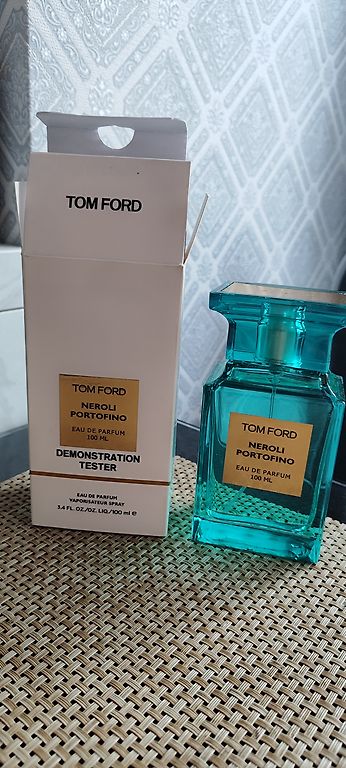 TOM FORD
TOM FORD
NEROLI
PORTOFINO
EAU DE PARFUM
100 ML
DEMONSTRATION
TESTER
EAU DE PARFUM
VAPORISATEUR SPRAY
3.4 FL. OZ./OZ. LIQ./100 ml e
TOM FORD
NEROLI
PORTOFINO
EAU DE PARFUM
100 ML